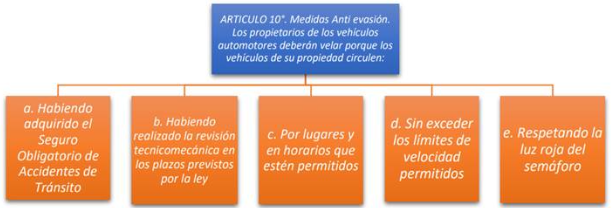 ARTICULO 10°. Medidas Anti evasión.
Los propietarios de los vehículos
automotores deberán velar porque los
vehículos de su propiedad circulen:
a. Habiendo
adquirido el
Seguro
Obligatorio de
Accidentes de
Tránsito
b. Habiendo
realizado la revisión
tecnicomecánica en
los plazos previstos
por la ley
c. Por lugares y
en horarios que
estén permitidos
d. Sin exceder
los límites de
velocidad
permitidos
e. Respetando la
luz roja del
semáforo